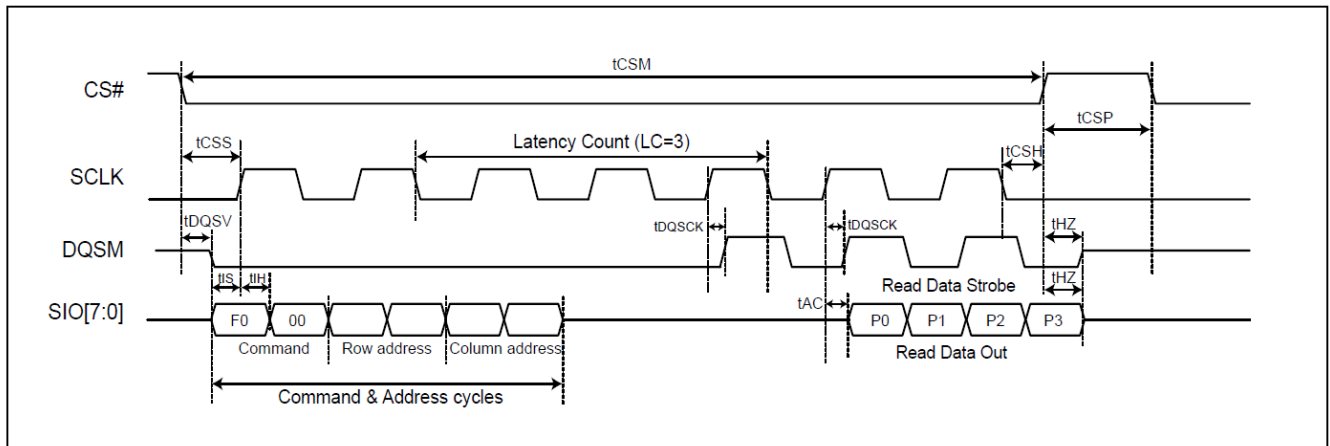 tCSM
CS#
tCSP
tCSS
Latency Count (LC=3)
tCSH
SCLK
tDQSV
tDQSCK
tDQSCK
tHZ
DQSM
tIS
tIH
Read Data Strobe
tHZ
tAC
SIO[7:0]
F0
00
P0
P1
P2
P3
Command
Row address
Column address
Read Data Out
Command & Address cycles